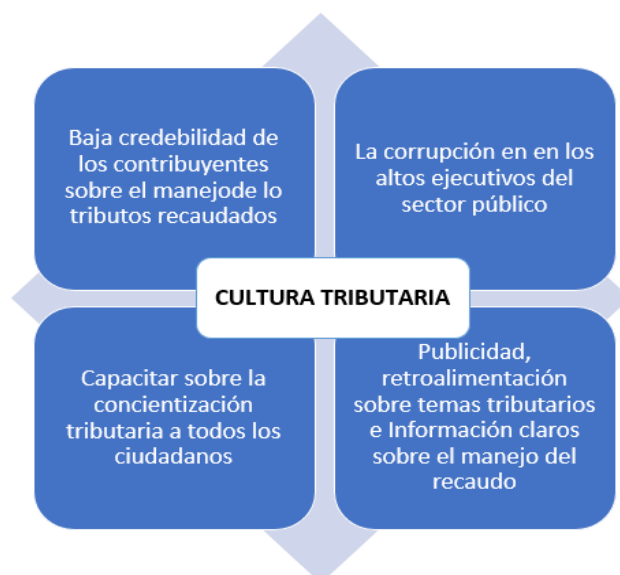 Baja credibilidad de
los contribuyentes
sobre el manejode lo
tributos recaudados
La corrupción en en los
altos ejecutivos del
sector público
CULTURA TRIBUTARIA
Capacitar sobre la
concientización
tributaria a todos los
ciudadanos
Publicidad,
retroalimentación
sobre temas tributarios
e Información claros
sobre el manejo del
recaudo